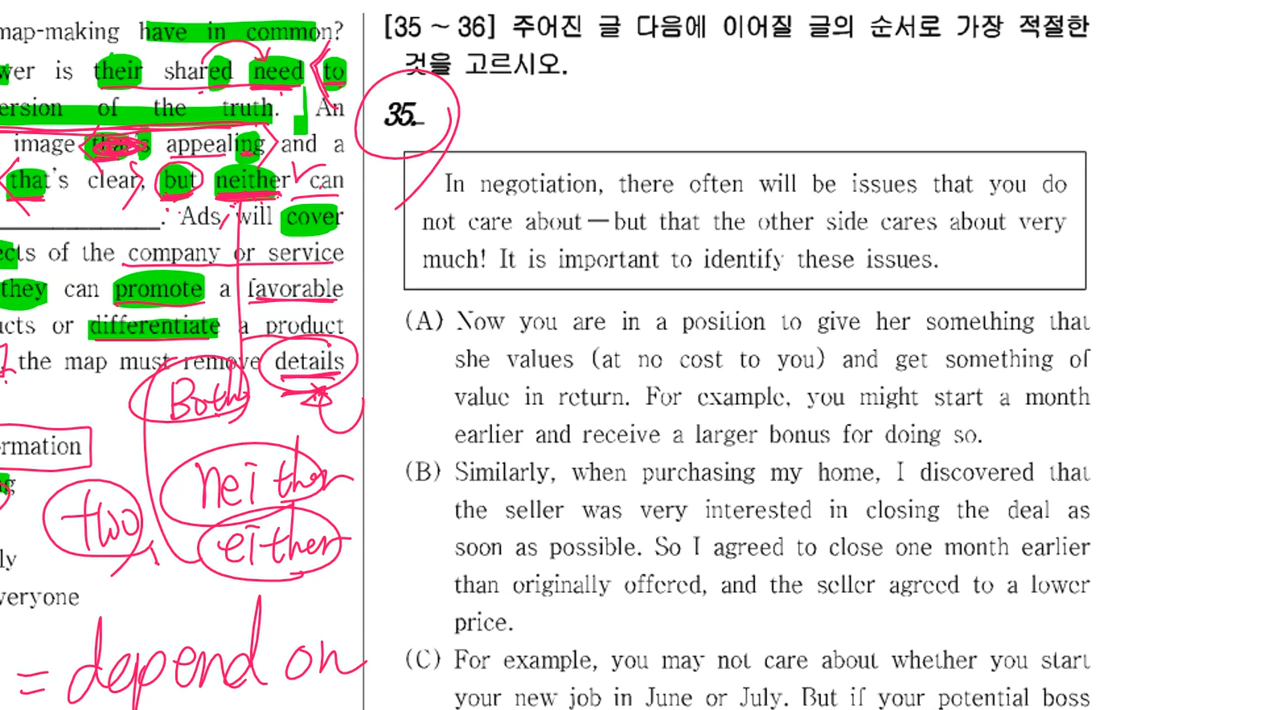 map-making have in common?
wer is their shared need to
ersion of the truth. An
image appealing and a
that's clear, but neither can
____________. Ads will cover
ects of the company or service
they can promote a favorable
ucts or differentiate a product
the map must remove details
Both
rmation
neither
two
either
ly
veryone
= depend on
[35 ~ 36] 주어진 글 다음에 이어질 글의 순서로 가장 적절한
것을 고르시오.
35.
In negotiation, there often will be issues that you do
not care about—but that the other side cares about very
much! It is important to identify these issues.
(A) Now you are in a position to give her something that
she values (at no cost to you) and get something of
value in return. For example, you might start a month
earlier and receive a larger bonus for doing so.
(B) Similarly, when purchasing my home, I discovered that
the seller was very interested in closing the deal as
soon as possible. So I agreed to close one month earlier
than originally offered, and the seller agreed to a lower
price.
(C) For example, you may not care about whether you start
your new job in June or July. But if your potential boss